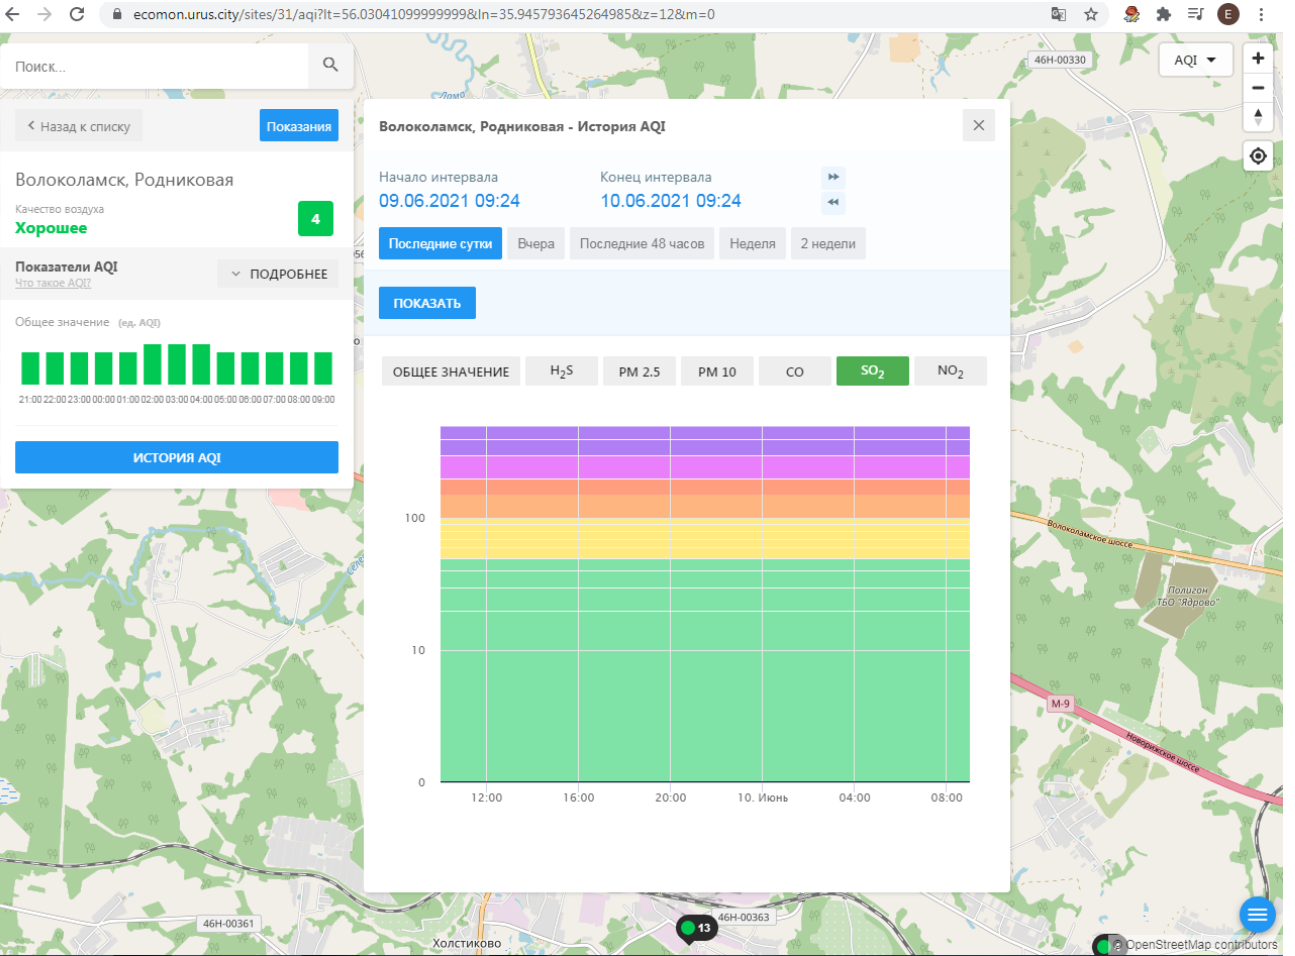 ecomon.urus.city/sites/31/aqi?lt=56.03041099999999&ln=35.945793645264985&z=12&m=0
E
Поиск...
46Н-00330
AQI
Лама
Назад к списку
Показания
Волоколамск, Родниковая
Качество воздуха
Хорошее
4
Показатели AQI
Что такое AQI?
ПОДРОБНЕЕ
Общее значение (ед. AQI)
21:00 22:00 23:00 00:00 01:00 02:00 03:00 04:00 05:00 06:00 07:00 08:00 09:00
ИСТОРИЯ AQI
Волоколамск, Родниковая - История AQI
Начало интервала
Конец интервала
09.06.2021 09:24
10.06.2021 09:24
Последние сутки
Вчера
Последние 48 часов
Неделя
2 недели
ПОКАЗАТЬ
ОБЩЕЕ ЗНАЧЕНИЕ
H2S
PM 2.5
PM 10
CO
SO2
NO2
100
10
0
12:00
16:00
20:00
10. Июнь
04:00
08:00
Волоколамское шоссе
Полигон
ТБО "Ядрово"
М-9
Новорижское шоссе
46Н-00361
Холстиково
13
46Н-00363
© OpenStreetMap contributors